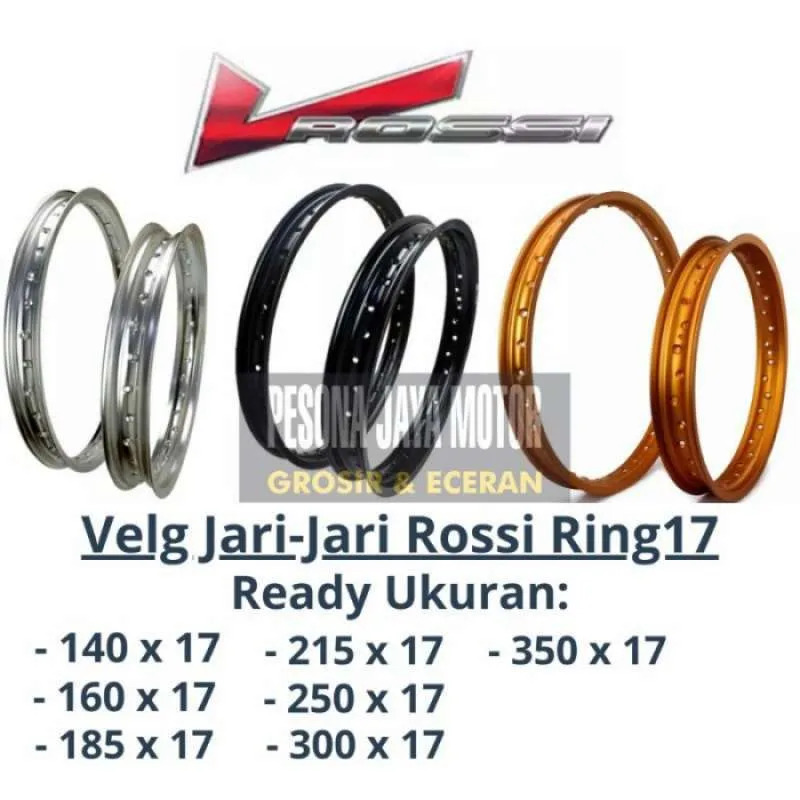 V ROSSI
PESONA JAYA MOTOR
GROSIR & ECERAN
Velg Jari-Jari Rossi Ring17
Ready Ukuran:
- 140 x 17 - 215 x 17 - 350 x 17
- 160 x 17 - 250 x 17
- 185 x 17 - 300 x 17